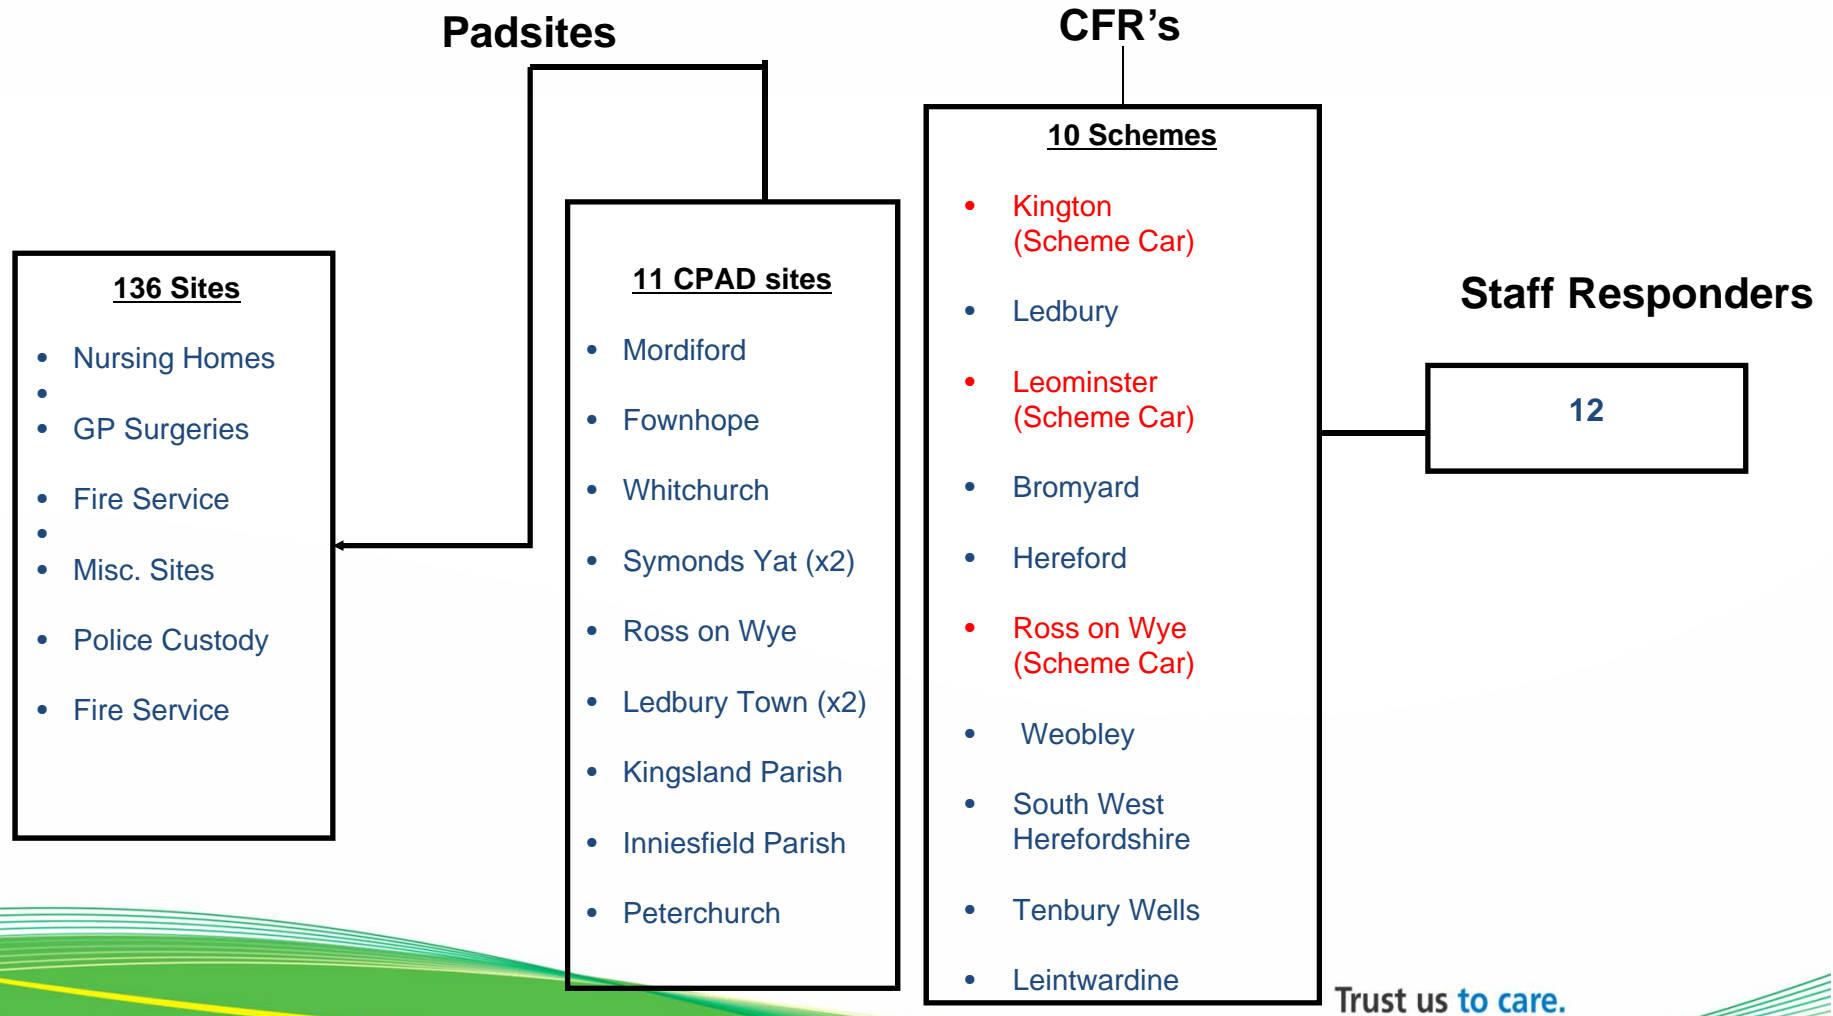 Padsites
CFR’s
136 Sites
• Nursing Homes
•
• GP Surgeries
• Fire Service
•
• Misc. Sites
• Police Custody
• Fire Service
11 CPAD sites
• Mordiford
• Fownhope
• Whitchurch
• Symonds Yat (x2)
• Ross on Wye
• Ledbury Town (x2)
• Kingsland Parish
• Inniesfield Parish
• Peterchurch
10 Schemes
• Kington
(Scheme Car)
• Ledbury
• Leominster
(Scheme Car)
• Bromyard
• Hereford
• Ross on Wye
(Scheme Car)
• Weobley
• South West
Herefordshire
• Tenbury Wells
• Leintwardine
Staff Responders
12
Trust us to care.